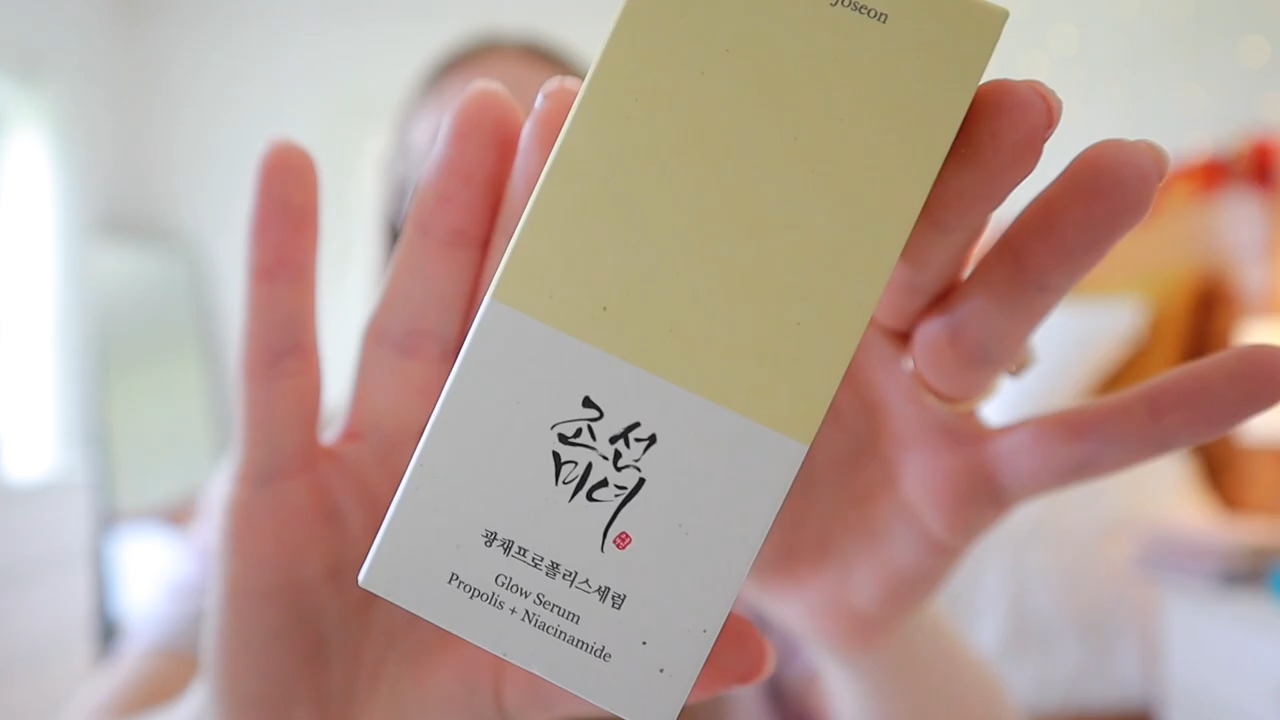 Joseon
조선
미녀
광채프로폴리스세럼
Glow Serum
Propolis + Niacinamide